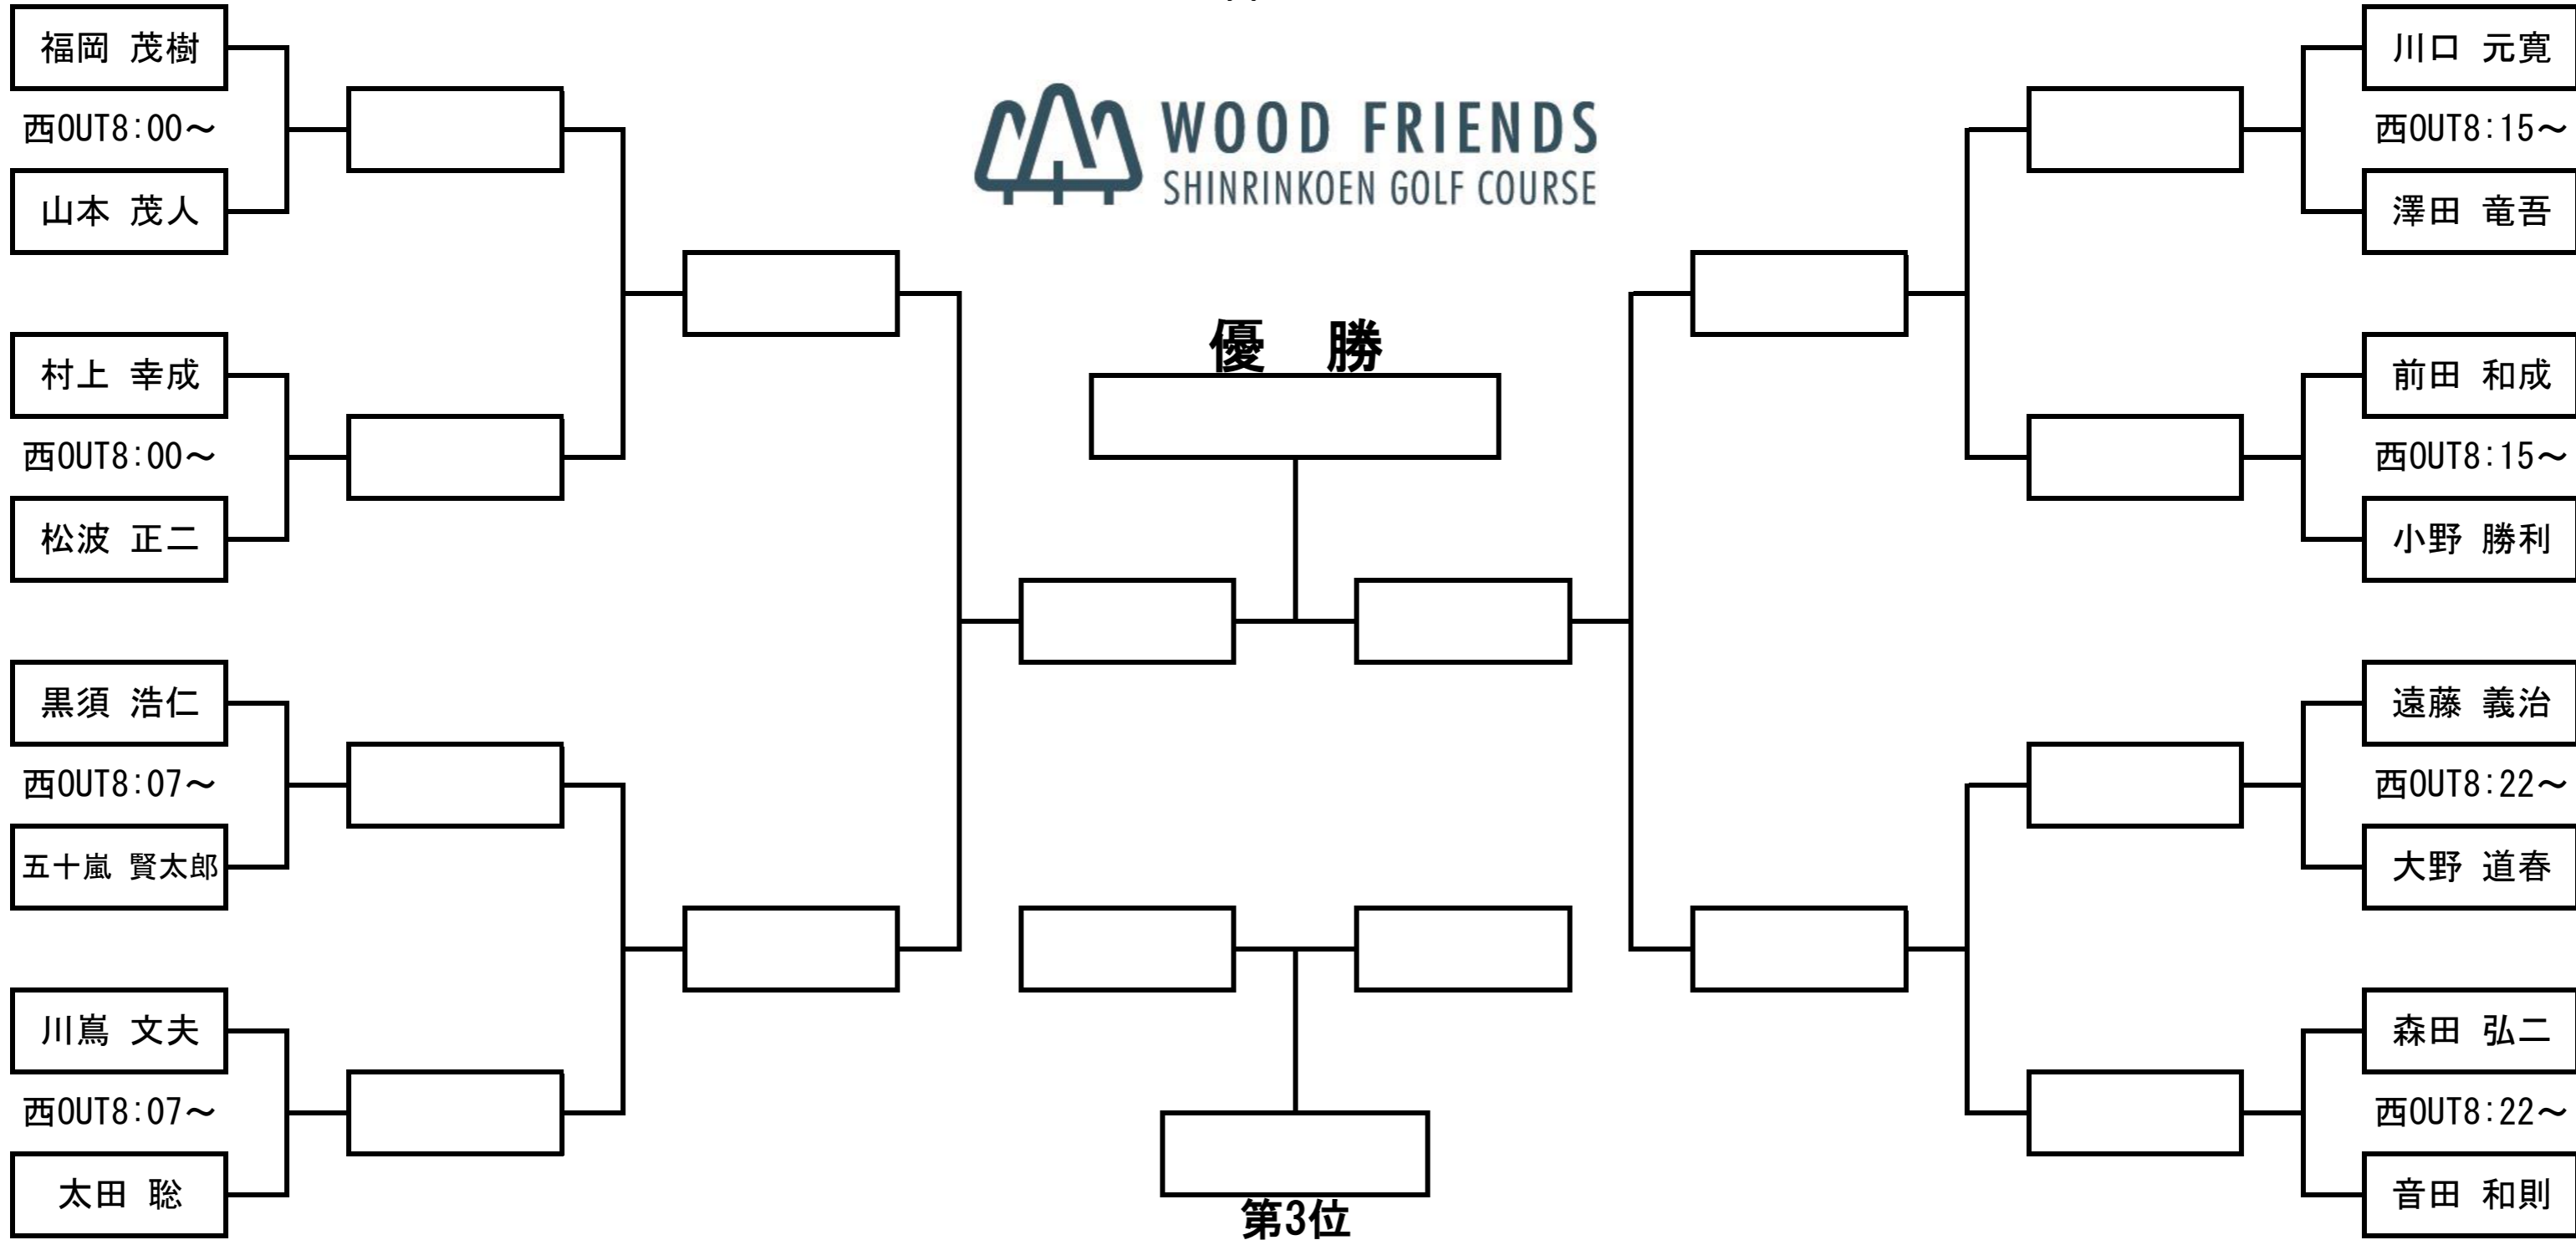 福岡 茂樹
西OUT8:00～
山本 茂人
村上 幸成
西OUT8:00～
松波 正二
黒須 浩仁
西OUT8:07～
五十嵐 賢太郎
川嶌 文夫
西OUT8:07～
太田 聡
WOOD FRIENDS
SHINRINKOEN GOLF COURSE
優 勝
第3位
川口 元寛
西OUT8:15～
澤田 竜吾
前田 和成
西OUT8:15～
小野 勝利
遠藤 義治
西OUT8:22～
大野 道春
森田 弘二
西OUT8:22～
音田 和則